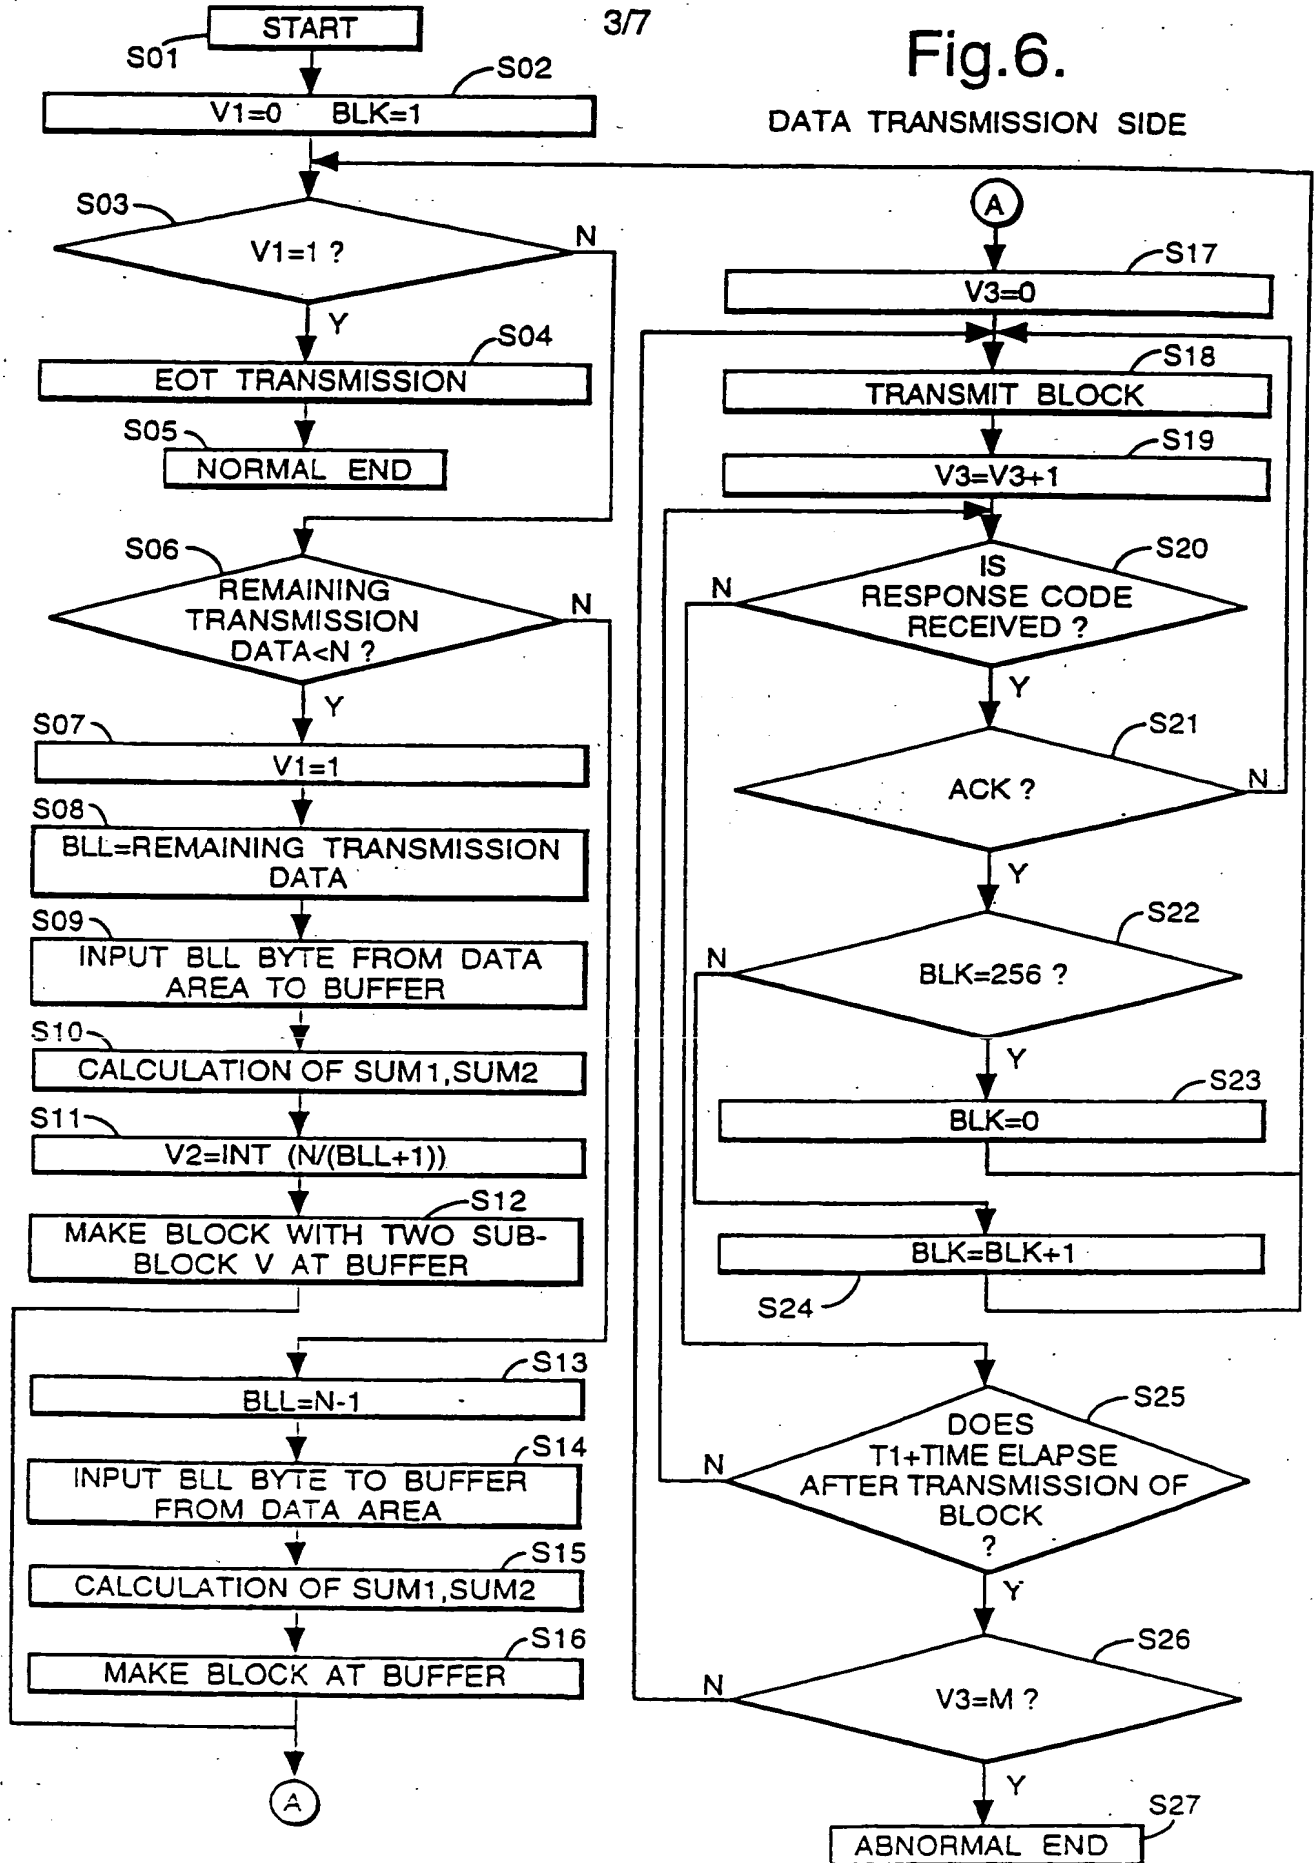 3/7
Fig.6.
DATA TRANSMISSION SIDE
START
S01
S02
V1=0 BLK=1
S03
V1=1 ?
N
Y
S04
EOT TRANSMISSION
S05
NORMAL END
S06
REMAINING
TRANSMISSION
DATA<N ?
N
Y
S07
V1=1
S08
BLL=REMAINING TRANSMISSION
DATA
S09
INPUT BLL BYTE FROM DATA
AREA TO BUFFER
S10
CALCULATION OF SUM1,SUM2
S11
V2=INT (N/(BLL+1))
S12
MAKE BLOCK WITH TWO SUB-
BLOCK V AT BUFFER
S13
BLL=N-1
S14
INPUT BLL BYTE TO BUFFER
FROM DATA AREA
S15
CALCULATION OF SUM1,SUM2
S16
MAKE BLOCK AT BUFFER
A
A
S17
V3=0
S18
TRANSMIT BLOCK
S19
V3=V3+1
S20
IS
RESPONSE CODE
RECEIVED ?
N
Y
S21
ACK ?
N
Y
S22
BLK=256 ?
N
Y
S23
BLK=0
BLK=BLK+1
S24
S25
DOES
T1+TIME ELAPSE
AFTER TRANSMISSION OF
BLOCK
?
N
Y
S26
V3=M ?
N
Y
S27
ABNORMAL END